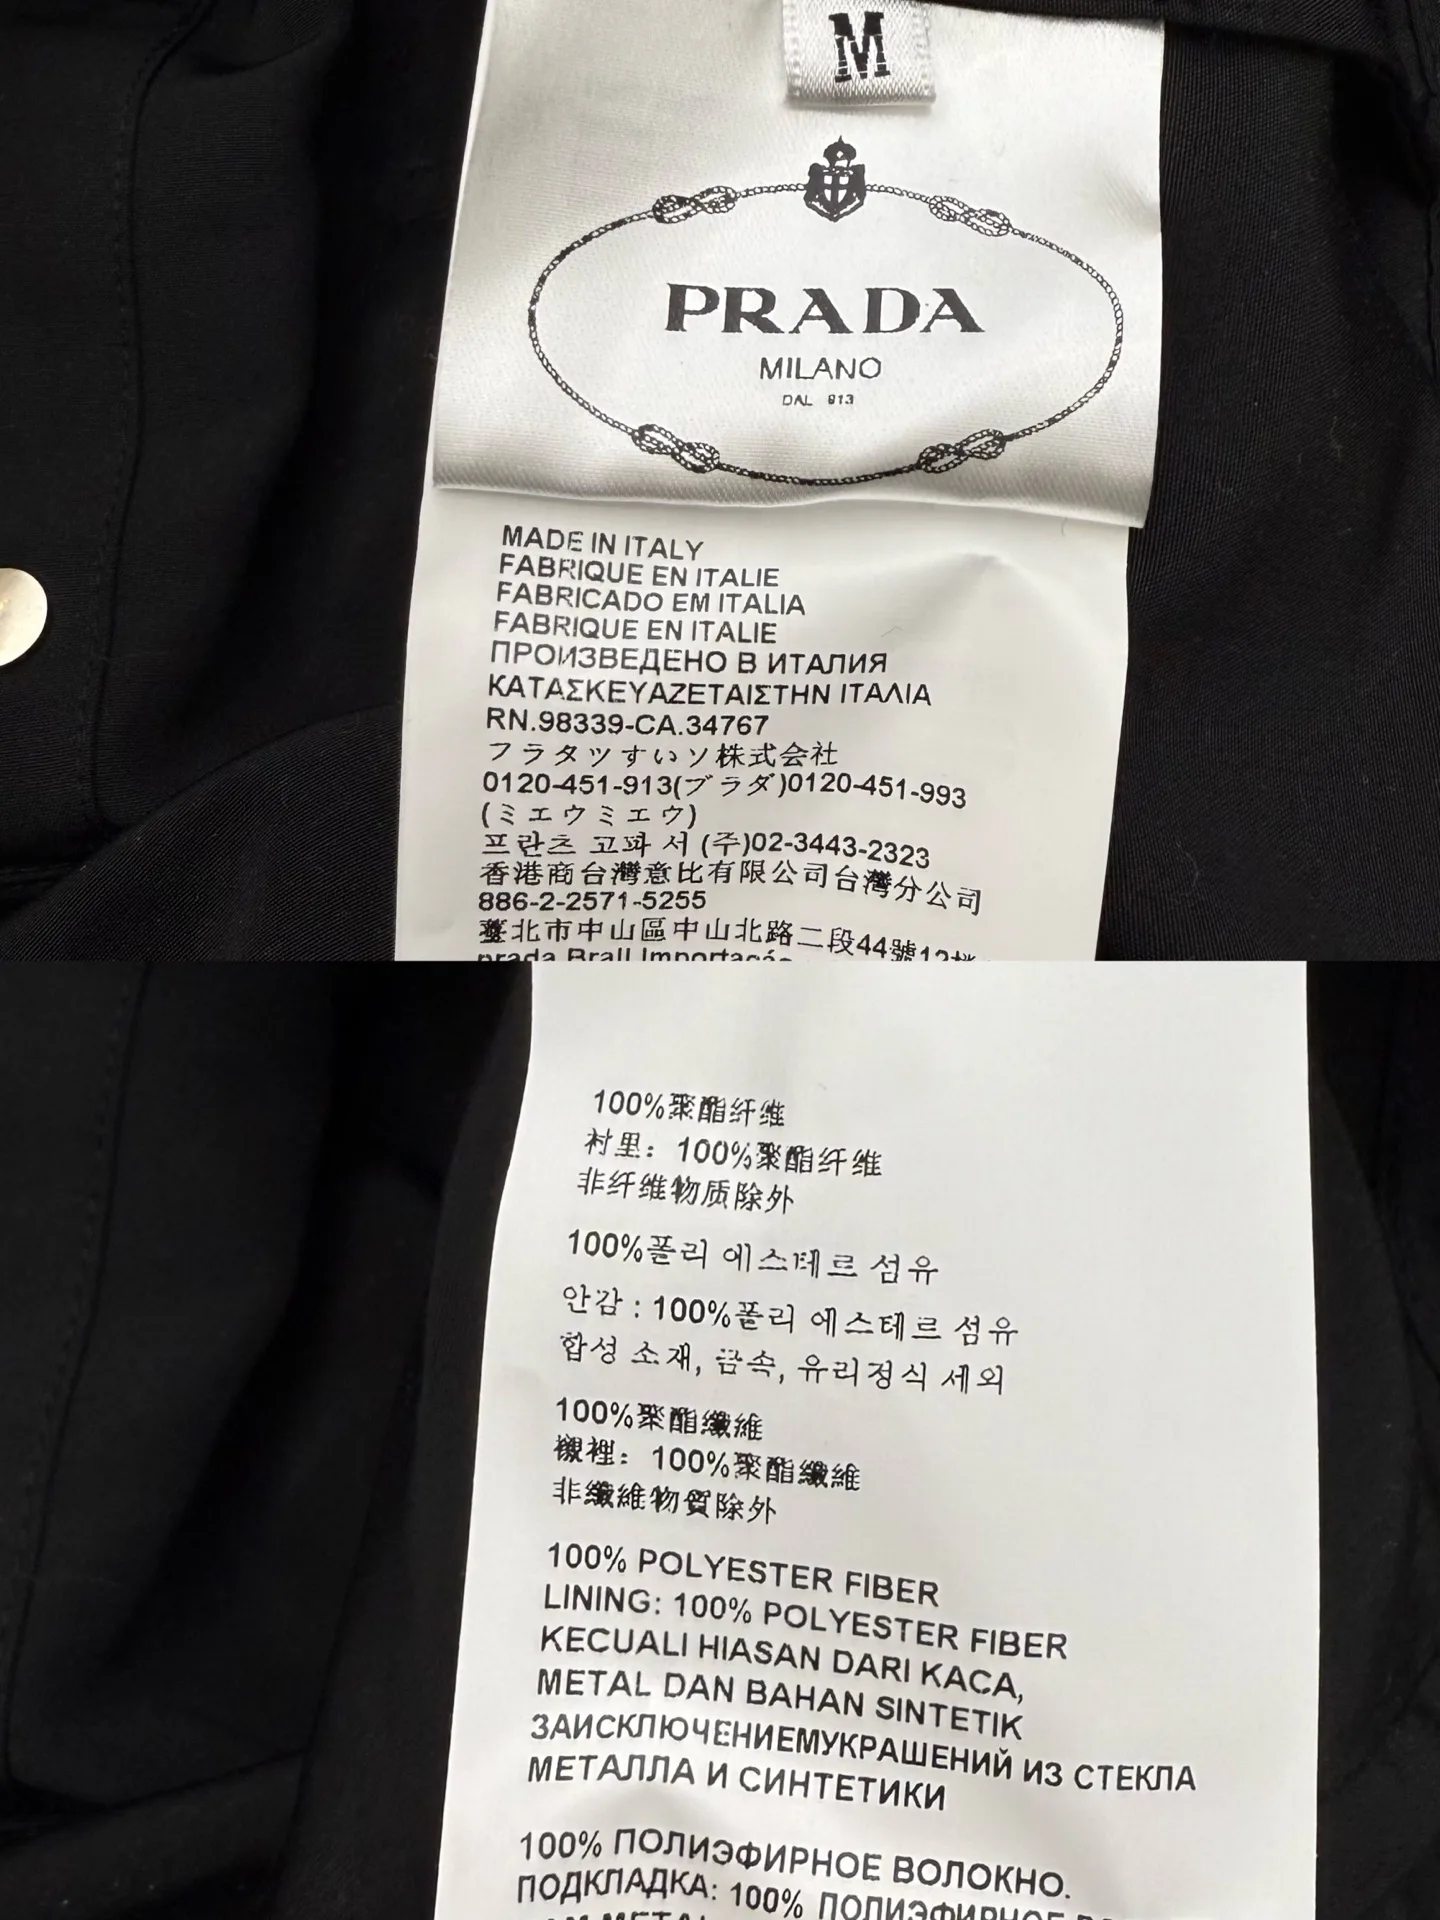 M
PRADA
MILANO
DAL 913
MADE IN ITALY
FABRIQUE EN ITALIE
FABRICADO EM ITALIA
FABRIQUE EN ITALIE
ПРОИЗВЕДЕНО В ИТАЛИЯ
ΚΑΤΑΣΚΕΥΑΖΕΤΑΙΣΤΗΝ ΙΤΑΛΙΑ
RN.98339-CA.34767
フラタツすいソ株式会社
0120-451-913(ブラダ)0120-451-993
(ミエウミエウ)
프란츠 고파 서 (주)02-3443-2323
香港商台灣意比有限公司台灣分公司
886-2-2571-5255
臺北市中山區中山北路二段44號12樓
prada Brall Importação
100%聚酯纤维
衬里：100%聚酯纤维
非纤维物质除外
100%폴리 에스테르 섬유
안감 : 100%폴리 에스테르 섬유
합성 소재, 금속, 유리정식 세외
100%聚酯纖維
襯裡：100%聚酯纖維
非纖維物質除外
100% POLYESTER FIBER
LINING: 100% POLYESTER FIBER
KECUALI HIASAN DARI KACA,
METAL DAN BAHAN SINTETIK
ЗАИСКЛЮЧЕНИЕМУКРАШЕНИЙ ИЗ СТЕКЛА
МЕТАЛЛА И СИНТЕТИКИ
100% ПОЛИЭФИРНОЕ ВОЛОКНО.
ПОДКЛАДКА: 100% ПОЛИЭФИРНОЕ